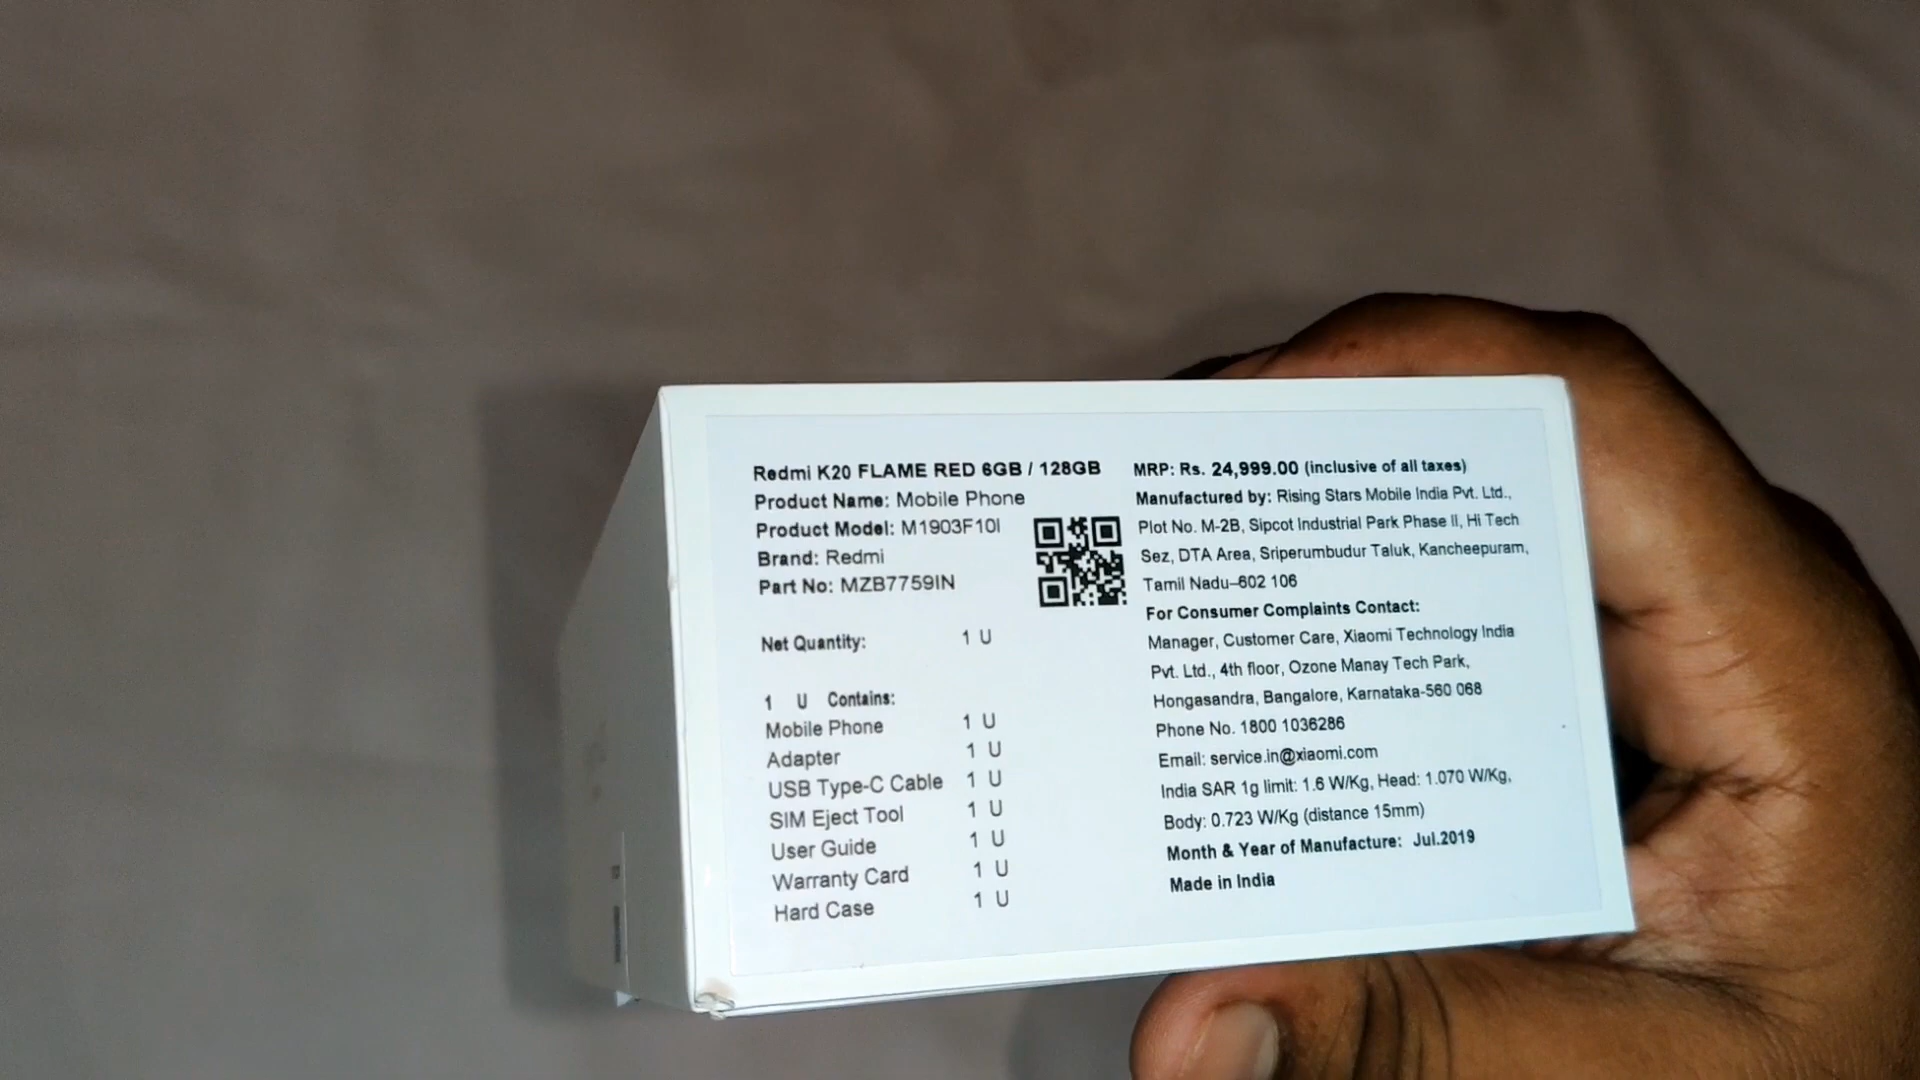 Redmi K20 FLAME RED 6GB / 128GB
Product Name: Mobile Phone
Product Model: M1903F10I
Brand: Redmi
Part No: MZB7759IN
Net Quantity: 1 U
1 U Contains:
Mobile Phone 1 U
Adapter 1 U
USB Type-C Cable 1 U
SIM Eject Tool 1 U
User Guide 1 U
Warranty Card 1 U
Hard Case 1 U
MRP: Rs. 24,999.00 (inclusive of all taxes)
Manufactured by: Rising Stars Mobile India Pvt. Ltd.,
Plot No. M-2B, Sipcot Industrial Park Phase II, Hi Tech
Sez, DTA Area, Sriperumbudur Taluk, Kancheepuram,
Tamil Nadu–602 106
For Consumer Complaints Contact:
Manager, Customer Care, Xiaomi Technology India
Pvt. Ltd., 4th floor, Ozone Manay Tech Park,
Hongasandra, Bangalore, Karnataka-560 068
Phone No. 1800 1036286
Email: service.in@xiaomi.com
India SAR 1g limit: 1.6 W/Kg, Head: 1.070 W/Kg,
Body: 0.723 W/Kg (distance 15mm)
Month & Year of Manufacture: Jul.2019
Made in India